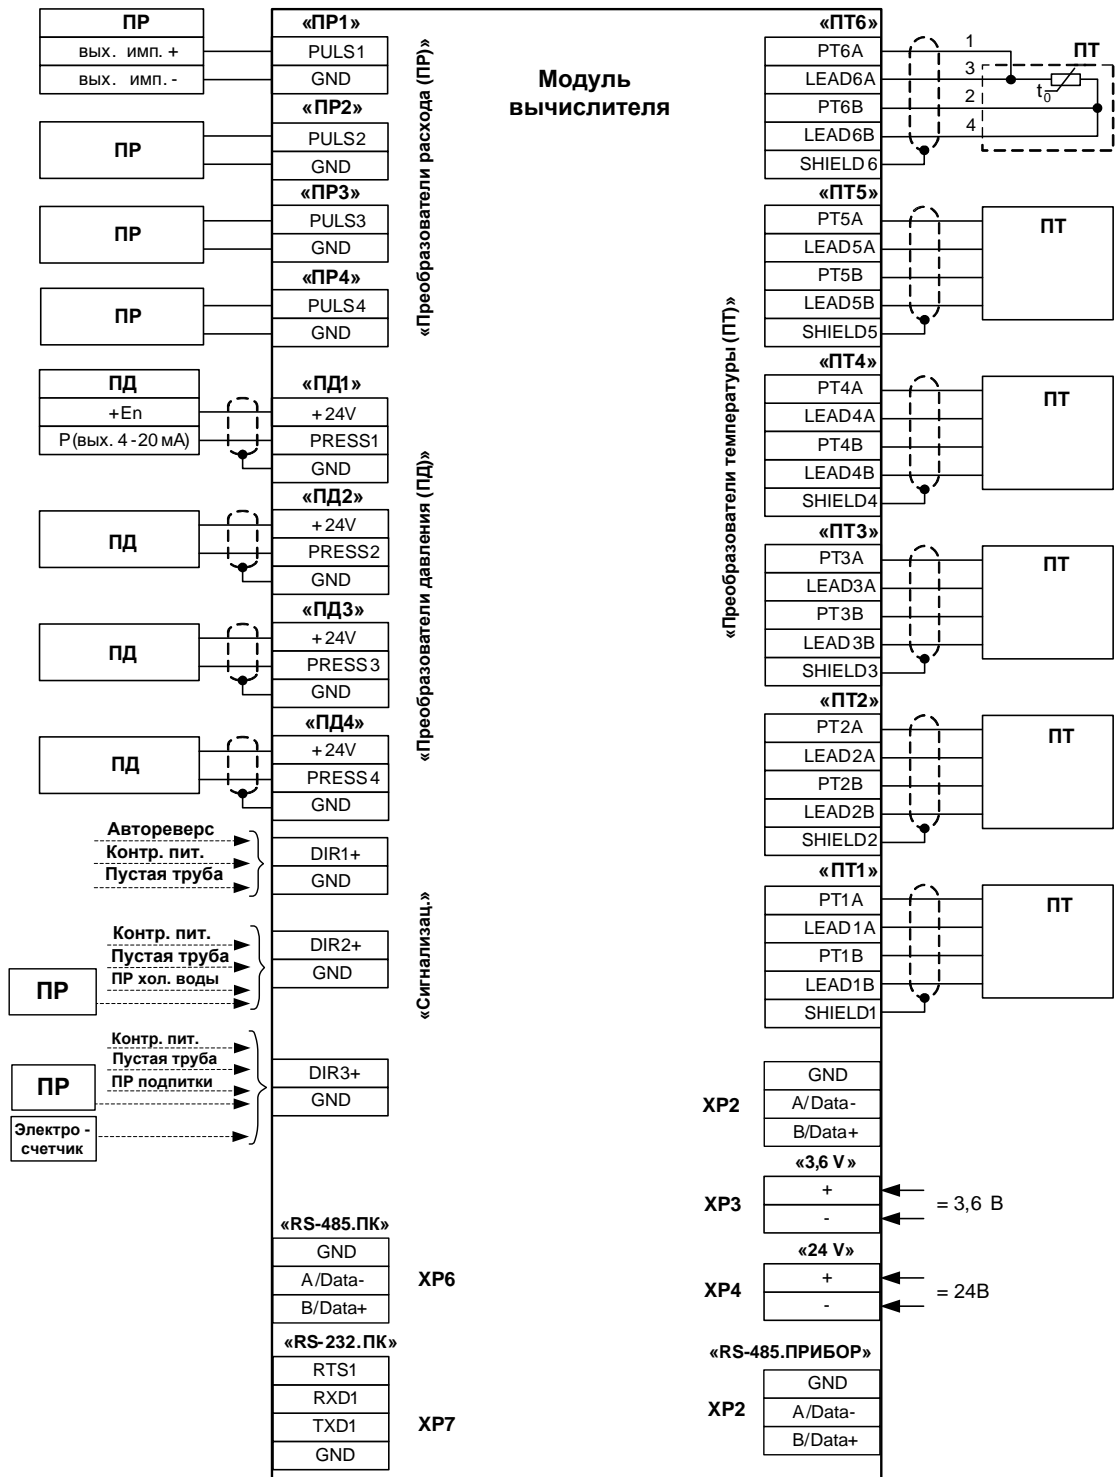 Модуль
вычислителя
ПР
вых. имп. +
вых. имп. -
«ПР1»
PULS1
GND
«ПР2»
ПР
PULS2
GND
«ПР3»
ПР
PULS3
GND
«ПР4»
ПР
PULS4
GND
«Преобразователи расхода (ПР)»
ПД
+En
P(вых. 4-20 мА)
«ПД1»
+24V
PRESS1
GND
«ПД2»
ПД
+24V
PRESS2
GND
«ПД3»
ПД
+24V
PRESS3
GND
«ПД4»
ПД
+24V
PRESS4
GND
«Преобразователи давления (ПД)»
Автореверс
Контр. пит.
Пустая труба
DIR1+
GND
Контр. пит.
Пустая труба
ПР хол. воды
ПР
DIR2+
GND
Контр. пит.
Пустая труба
ПР подпитки
ПР
Электро-
счетчик
DIR3+
GND
«Сигнализац.»
«RS-485.ПК»
GND
A/Data-
B/Data+
XP6
«RS-232.ПК»
RTS1
RXD1
TXD1
GND
XP7
«ПТ6»
PT6A
LEAD6A
PT6B
LEAD6B
SHIELD6
1
3
2
4
ПТ
t0
«ПТ5»
PT5A
LEAD5A
PT5B
LEAD5B
SHIELD5
ПТ
«ПТ4»
PT4A
LEAD4A
PT4B
LEAD4B
SHIELD4
ПТ
«ПТ3»
PT3A
LEAD3A
PT3B
LEAD3B
SHIELD3
ПТ
«ПТ2»
PT2A
LEAD2A
PT2B
LEAD2B
SHIELD2
ПТ
«ПТ1»
PT1A
LEAD1A
PT1B
LEAD1B
SHIELD1
ПТ
«Преобразователи температуры (ПТ)»
XP2
GND
A/Data-
B/Data+
«3,6 V»
XP3
+
-
= 3,6 В
«24 V»
XP4
+
-
= 24В
«RS-485.ПРИБОР»
XP2
GND
A/Data-
B/Data+